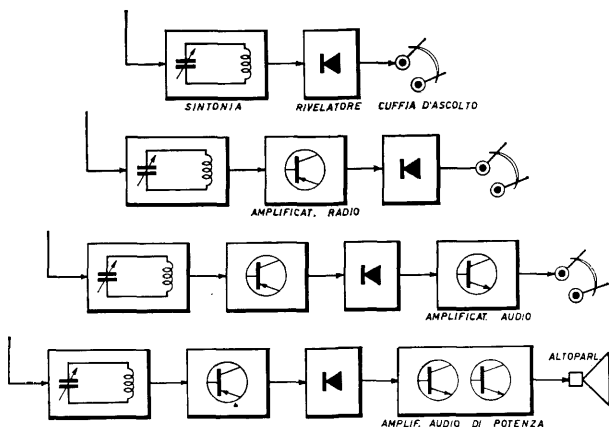 SINTONIA
RIVELATORE
CUFFIA D'ASCOLTO
AMPLIFICAT. RADIO
AMPLIFICAT. AUDIO
ALTOPARL.
AMPLIF. AUDIO DI POTENZA